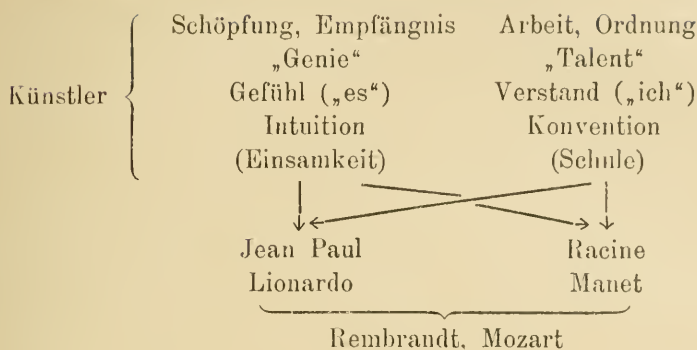 Schöpfung, Empfängnis Arbeit, Ordnung
„Genie“ „Talent“
Künstler Gefühl („es“) Verstand („ich“)
Intuition Konvention
(Einsamkeit) (Schule)
Jean Paul Racine
Lionardo Manet
Rembrandt, Mozart